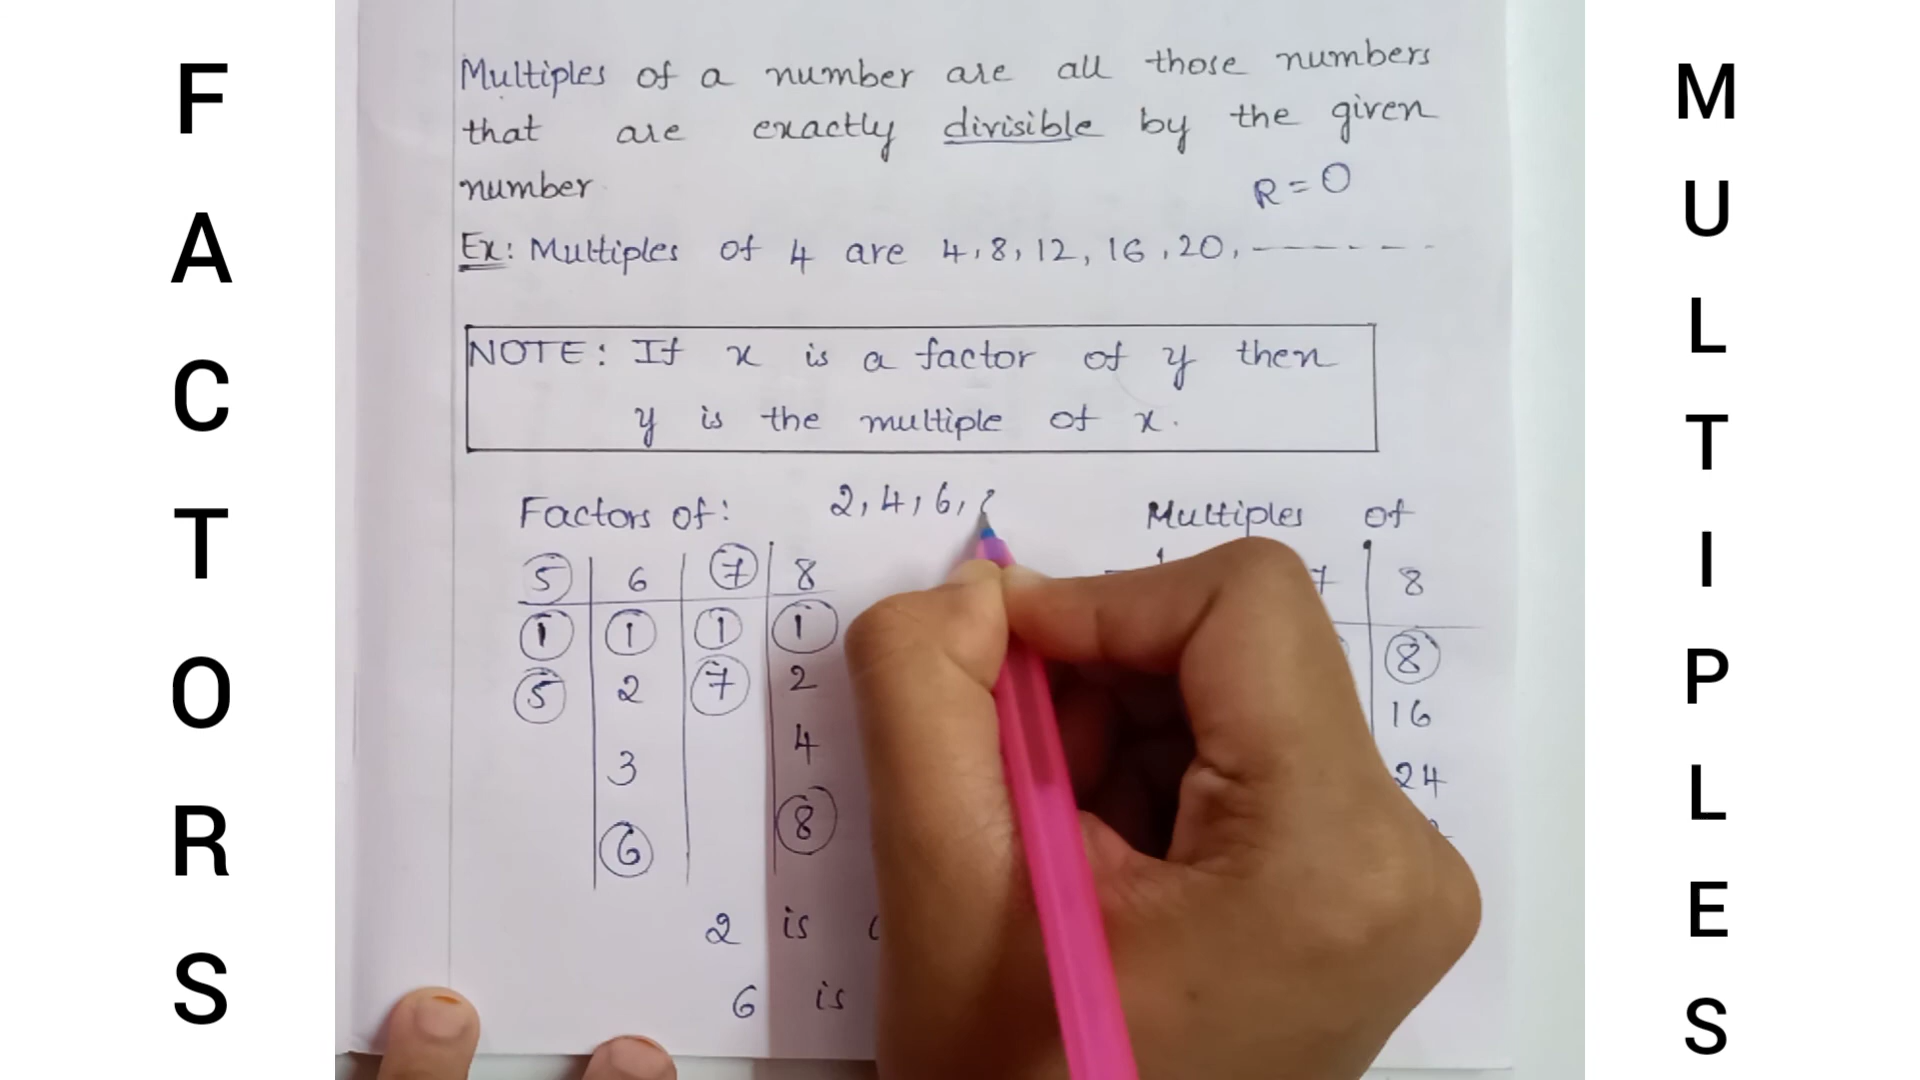 FACTORS
Multiples of a number are all those numbers
that are exactly divisible by the given
number
R = 0
Ex: Multiples of 4 are 4, 8, 12, 16, 20, ------
NOTE: If x is a factor of y then
y is the multiple of x.
Factors of: 2, 4, 6,
5 6 7 8
1 1 1 1
5 2 7 2
3 4
6 8
2 is
6 is
Multiples of
7 8
8
16
24
MULTIPLES